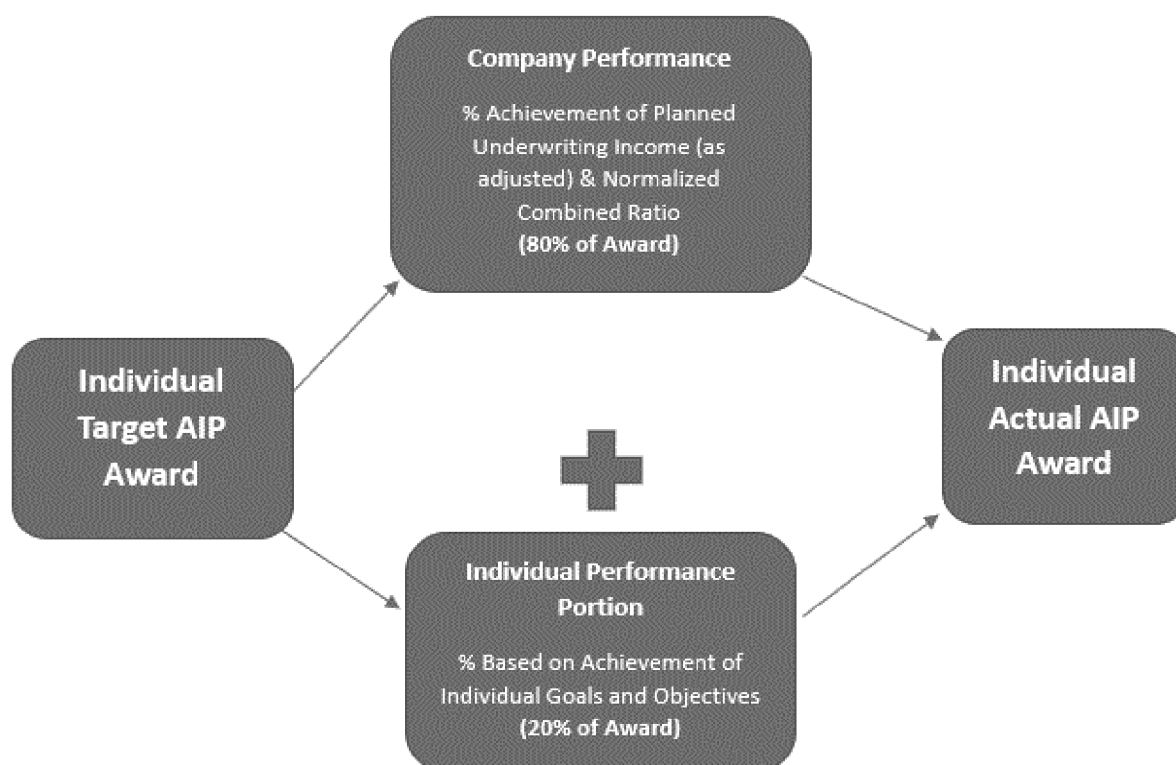 Company Performance
% Achievement of Planned
Underwriting Income (as
adjusted) & Normalized
Combined Ratio
(80% of Award)
Individual
Target AIP
Award
Individual
Actual AIP
Award
Individual Performance
Portion
% Based on Achievement of
Individual Goals and Objectives
(20% of Award)